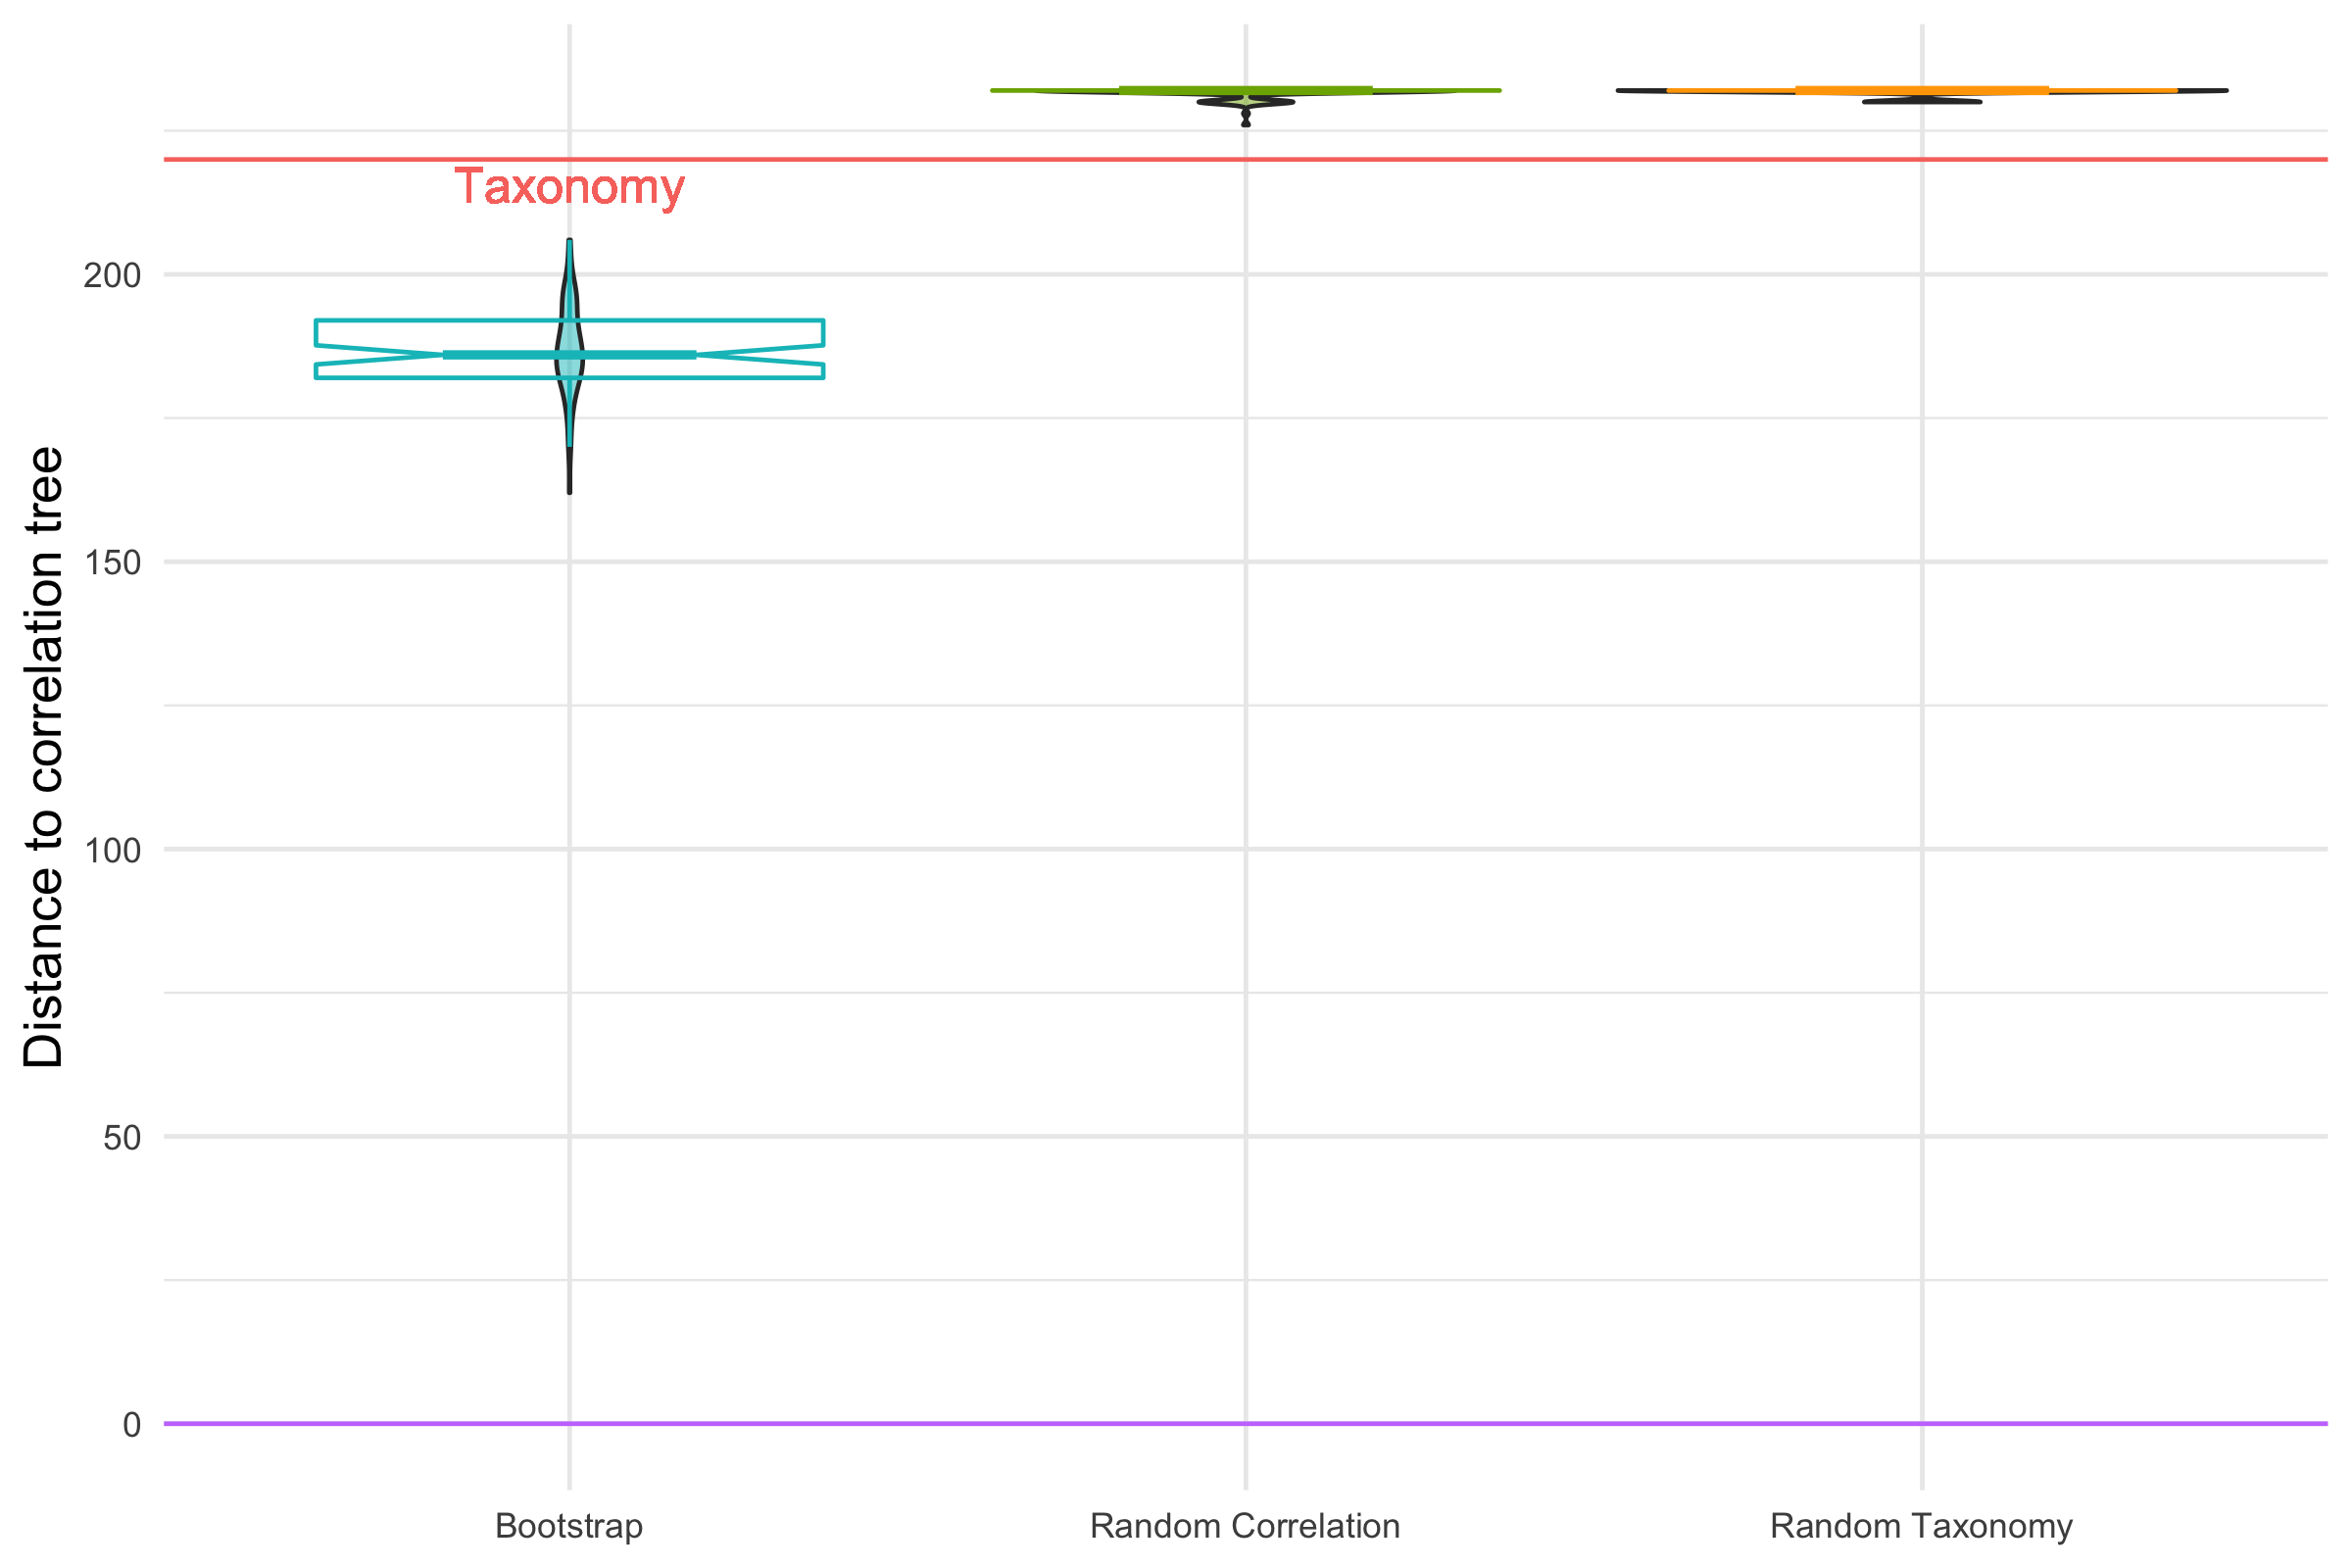 Distance to correlation tree
Taxonomy
200
150
100
50
0
Bootstrap
Random Correlation
Random Taxonomy